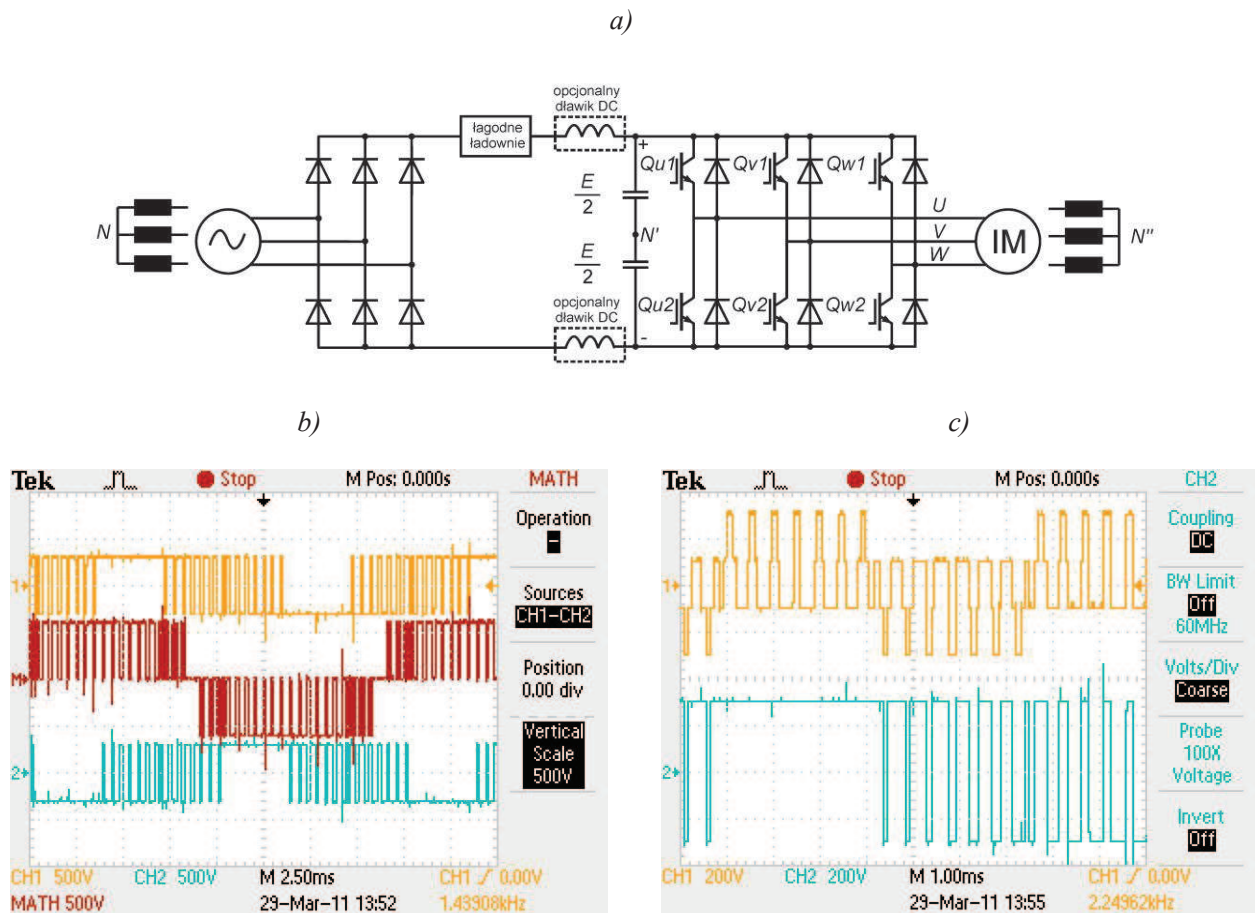 a)
opcjonalny
dławik DC
łagodne
ładownie
+
Qu1
Qv1
Qw1
E
2
N
N'
U
V
W
IM
N''
E
2
opcjonalny
dławik DC
Qu2
Qv2
Qw2
-
b)
c)
Tek
Stop
M Pos: 0.000s
MATH
Operation
−
Sources
CH1−CH2
Position
0.00 div
Vertical
Scale
500V
1
M
2
CH1 500V
CH2 500V
M 2.50ms
CH1 0.00V
MATH 500V
29−Mar−11 13:52
1.43908kHz
Tek
Stop
M Pos: 0.000s
CH2
Coupling
DC
BW Limit
Off
60MHz
Volts/Div
Coarse
Probe
100X
Voltage
Invert
Off
1
2
CH1 200V
CH2 200V
M 1.00ms
CH1 0.00V
29−Mar−11 13:55
2.24962kHz